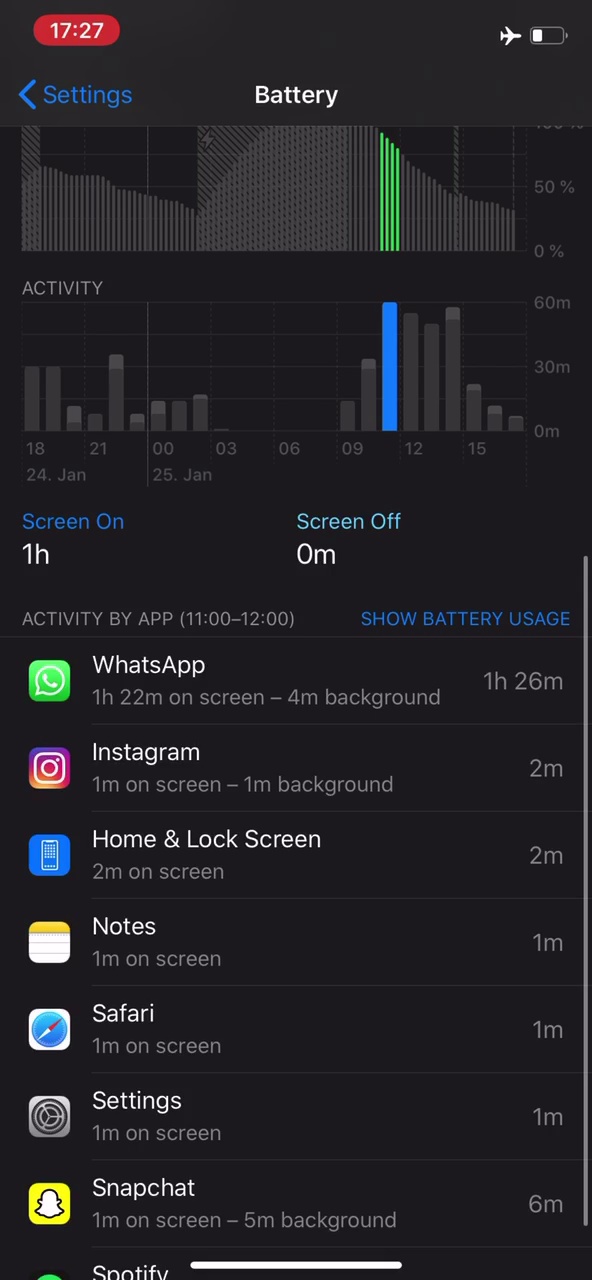 17:27
Settings
Battery
100 %
50 %
0 %
ACTIVITY
60m
30m
0m
18 21 00 03 06 09 12 15
24. Jan 25. Jan
Screen On Screen Off
1h 0m
ACTIVITY BY APP (11:00–12:00) SHOW BATTERY USAGE
WhatsApp
1h 22m on screen – 4m background 1h 26m
Instagram
1m on screen – 1m background 2m
Home & Lock Screen
2m on screen 2m
Notes
1m on screen 1m
Safari
1m on screen 1m
Settings
1m on screen 1m
Snapchat
1m on screen – 5m background 6m
Spotify